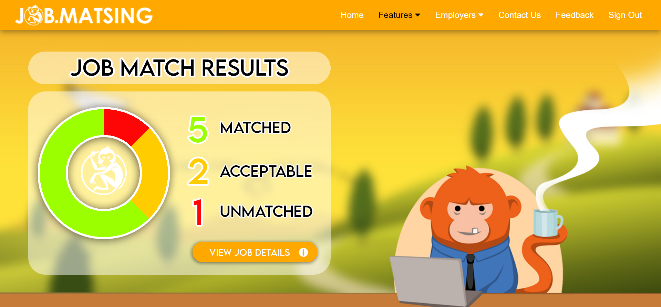 JOB.MATSING
Home Features Employers Contact Us Feedback Sign Out
JOB MATCH RESULTS
5 MATCHED
2 ACCEPTABLE
1 UNMATCHED
VIEW JOB DETAILS